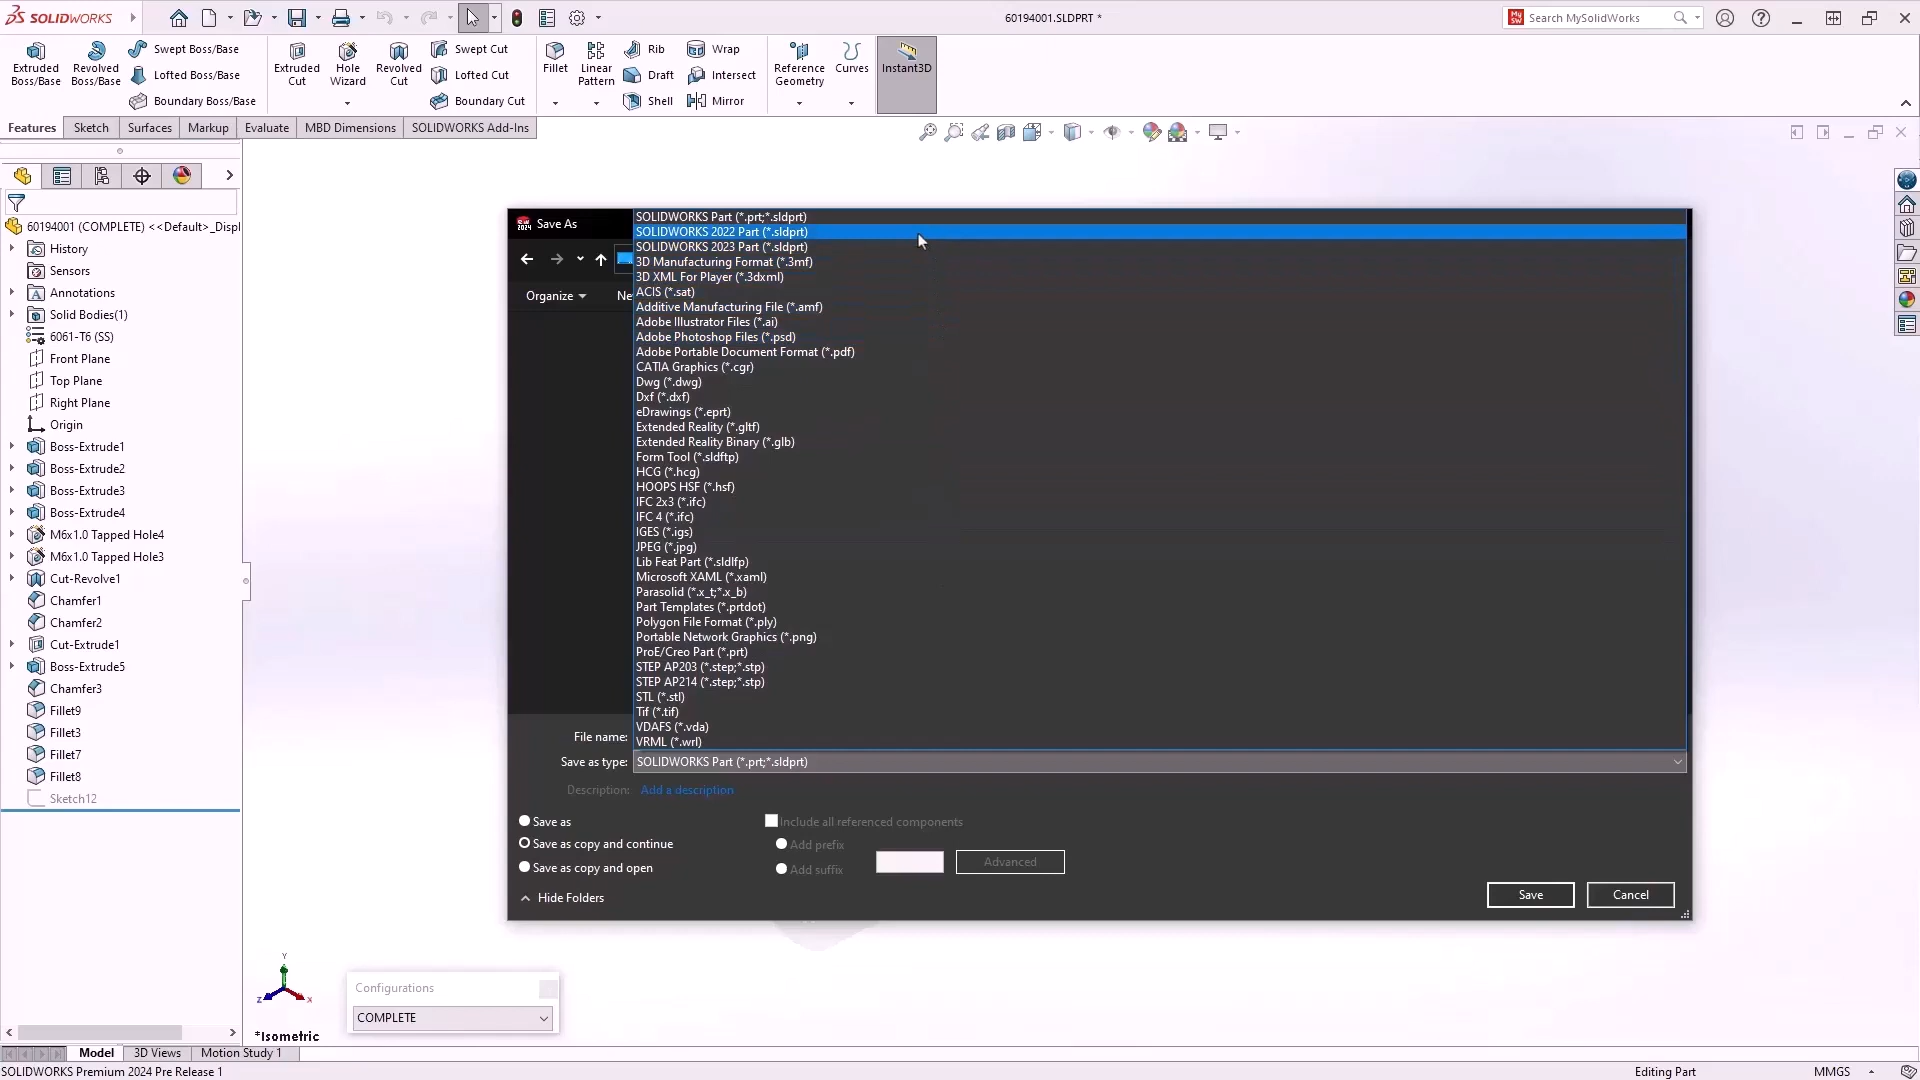 SOLIDWORKS
60194001.SLDPRT *
Search MySolidWorks
Extruded Boss/Base
Revolved Boss/Base
Swept Boss/Base
Lofted Boss/Base
Boundary Boss/Base
Extruded Cut
Hole Wizard
Revolved Cut
Swept Cut
Lofted Cut
Boundary Cut
Fillet
Linear Pattern
Rib
Draft
Shell
Wrap
Intersect
Mirror
Reference Geometry
Curves
Instant3D
Features
Sketch
Surfaces
Markup
Evaluate
MBD Dimensions
SOLIDWORKS Add-Ins
60194001 (COMPLETE) <<Default>_Displ
History
Sensors
Annotations
Solid Bodies(1)
6061-T6 (SS)
Front Plane
Top Plane
Right Plane
Origin
Boss-Extrude1
Boss-Extrude2
Boss-Extrude3
Boss-Extrude4
M6x1.0 Tapped Hole4
M6x1.0 Tapped Hole3
Cut-Revolve1
Chamfer1
Chamfer2
Cut-Extrude1
Boss-Extrude5
Chamfer3
Fillet9
Fillet3
Fillet7
Fillet8
Sketch12
Save As
Organize
Ne
SOLIDWORKS Part (*.prt;*.sldprt)
SOLIDWORKS 2022 Part (*.sldprt)
SOLIDWORKS 2023 Part (*.sldprt)
3D Manufacturing Format (*.3mf)
3D XML For Player (*.3dxml)
ACIS (*.sat)
Additive Manufacturing File (*.amf)
Adobe Illustrator Files (*.ai)
Adobe Photoshop Files (*.psd)
Adobe Portable Document Format (*.pdf)
CATIA Graphics (*.cgr)
Dwg (*.dwg)
Dxf (*.dxf)
eDrawings (*.eprt)
Extended Reality (*.gltf)
Extended Reality Binary (*.glb)
Form Tool (*.sldftp)
HCG (*.hcg)
HOOPS HSF (*.hsf)
IFC 2x3 (*.ifc)
IFC 4 (*.ifc)
IGES (*.igs)
JPEG (*.jpg)
Lib Feat Part (*.sldlfp)
Microsoft XAML (*.xaml)
Parasolid (*.x_t;*.x_b)
Part Templates (*.prtdot)
Polygon File Format (*.ply)
Portable Network Graphics (*.png)
ProE/Creo Part (*.prt)
STEP AP203 (*.step;*.stp)
STEP AP214 (*.step;*.stp)
STL (*.stl)
Tif (*.tif)
VDAFS (*.vda)
VRML (*.wrl)
File name:
Save as type: SOLIDWORKS Part (*.prt;*.sldprt)
Description: Add a description
Save as
Save as copy and continue
Save as copy and open
Include all referenced components
Add prefix
Add suffix
Advanced
Hide Folders
Save
Cancel
Y
Z
X
*Isometric
Configurations
COMPLETE
Model
3D Views
Motion Study 1
SOLIDWORKS Premium 2024 Pre Release 1
Editing Part
MMGS